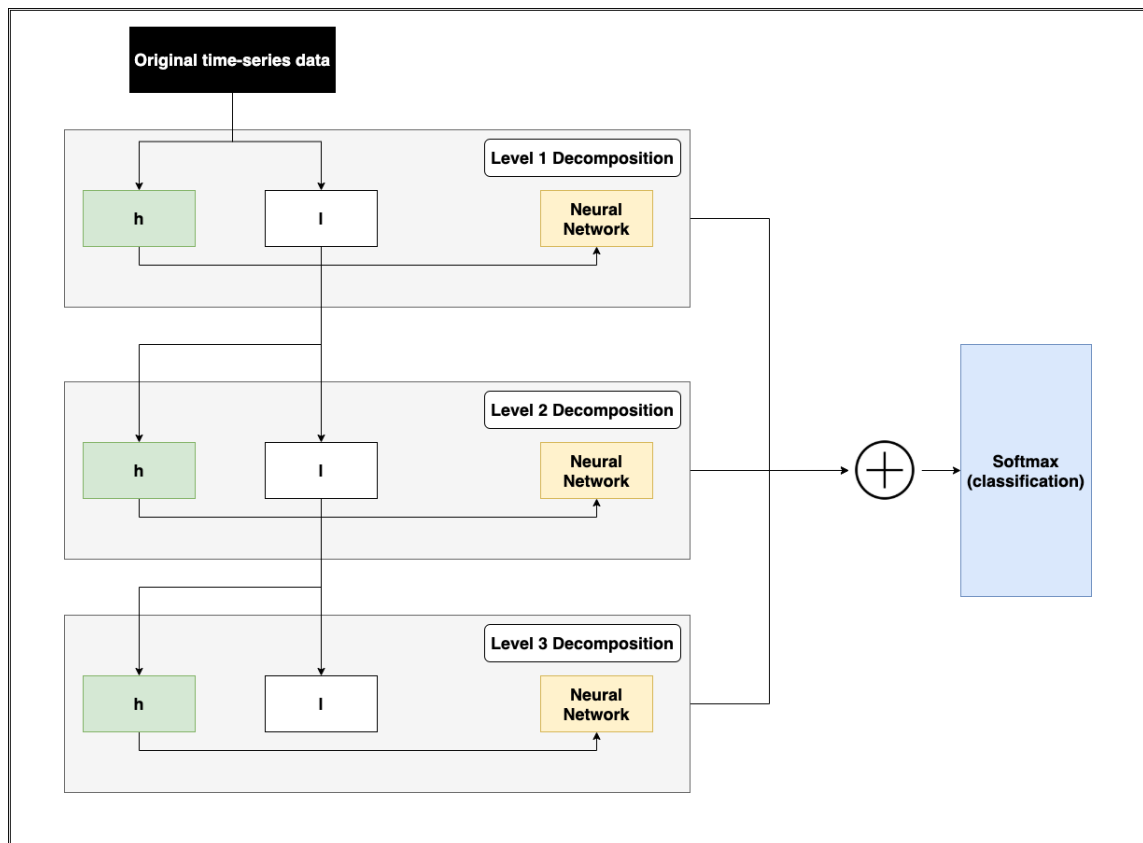 Original time-series data
Level 1 Decomposition
h
l
Neural
Network
Level 2 Decomposition
h
l
Neural
Network
Softmax
(classification)
Level 3 Decomposition
h
l
Neural
Network